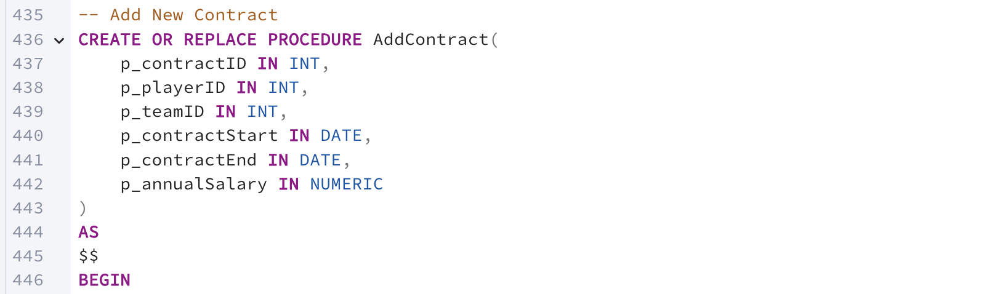 435 -- Add New Contract
436 CREATE OR REPLACE PROCEDURE AddContract(
437     p_contractID IN INT,
438     p_playerID IN INT,
439     p_teamID IN INT,
440     p_contractStart IN DATE,
441     p_contractEnd IN DATE,
442     p_annualSalary IN NUMERIC
443 )
444 AS
445 $$
446 BEGIN